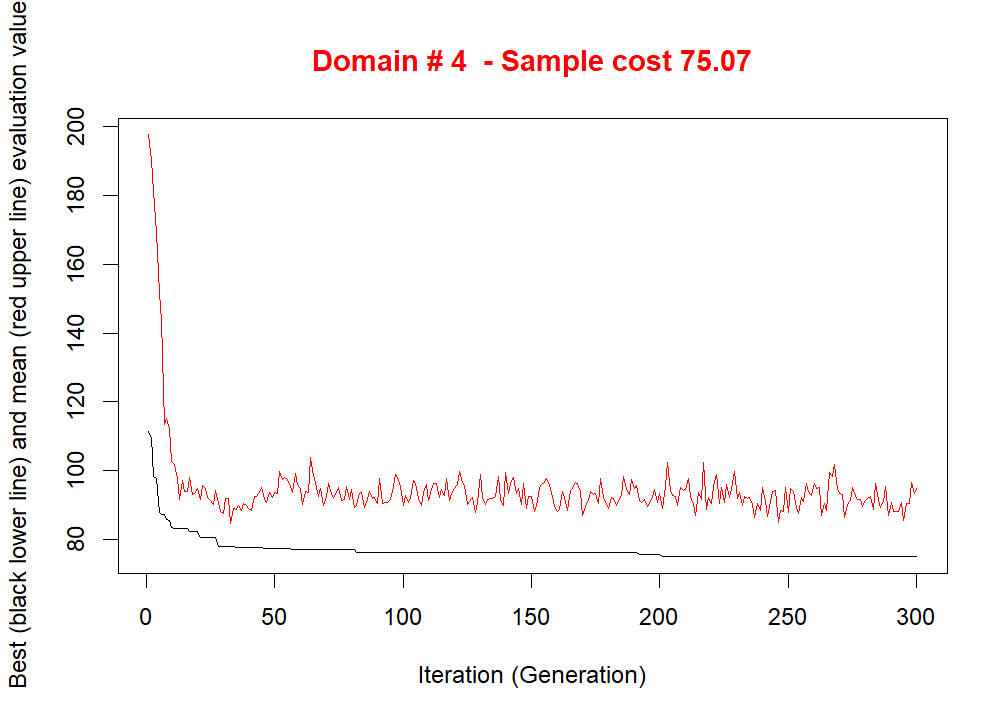 Domain # 4  - Sample cost 75.07
Best (black lower line) and mean (red upper line) evaluation value
200
180
160
140
120
100
80
0 50 100 150 200 250 300
Iteration (Generation)